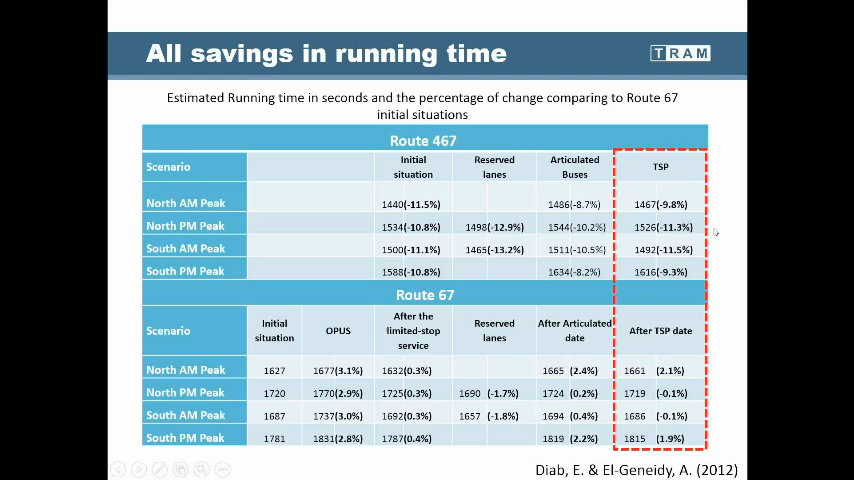 All savings in running time
TRAM
Estimated Running time in seconds and the percentage of change comparing to Route 67
initial situations
Route 467
Scenario Initial situation Reserved lanes Articulated Buses TSP
North AM Peak 1440(-11.5%) 1486(-8.7%) 1467(-9.8%)
North PM Peak 1534(-10.8%) 1498(-12.9%) 1544(-10.2%) 1526(-11.3%)
South AM Peak 1500(-11.1%) 1465(-13.2%) 1511(-10.5%) 1492(-11.5%)
South PM Peak 1588(-10.8%) 1634(-8.2%) 1616(-9.3%)
Route 67
Scenario Initial situation OPUS After the limited-stop service Reserved lanes After Articulated date After TSP date
North AM Peak 1627 1677(3.1%) 1632(0.3%) 1665 (2.4%) 1661 (2.1%)
North PM Peak 1720 1770(2.9%) 1725(0.3%) 1690 (-1.7%) 1724 (0.2%) 1719 (-0.1%)
South AM Peak 1687 1737(3.0%) 1692(0.3%) 1657 (-1.8%) 1694 (0.4%) 1686 (-0.1%)
South PM Peak 1781 1831(2.8%) 1787(0.4%) 1819 (2.2%) 1815 (1.9%)
Diab, E. & El-Geneidy, A. (2012)